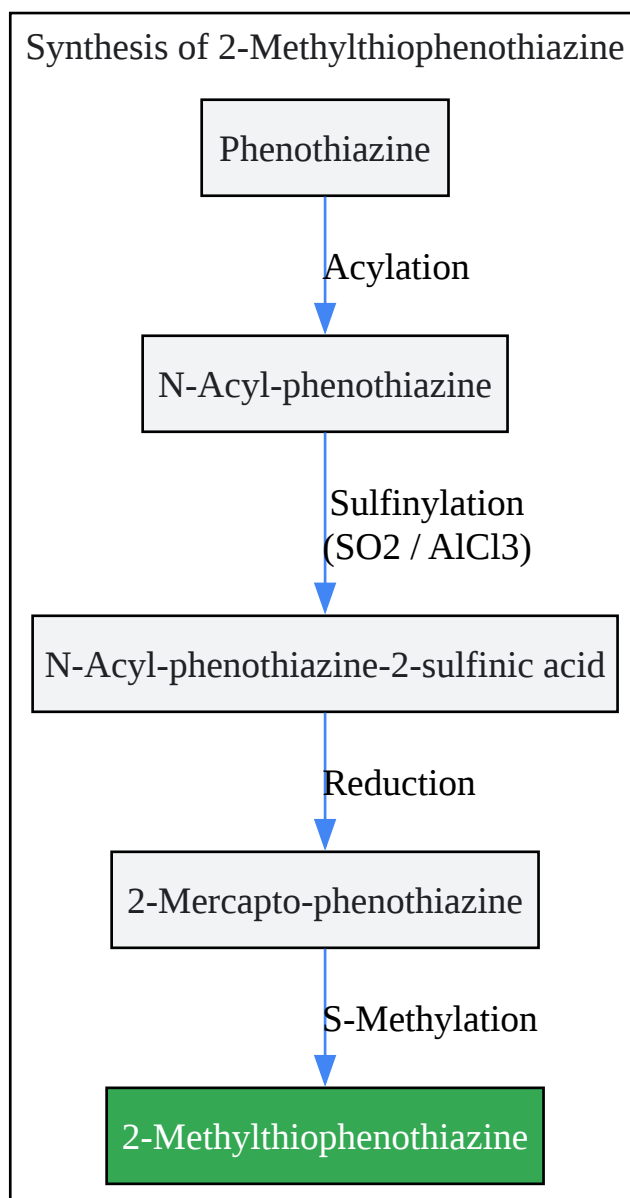 Synthesis of 2-Methylthiophenothiazine
Phenothiazine
Acylation
N-Acyl-phenothiazine
Sulfinylation
(SO2 / AlCl3)
N-Acyl-phenothiazine-2-sulfinic acid
Reduction
2-Mercapto-phenothiazine
S-Methylation
2-Methylthiophenothiazine